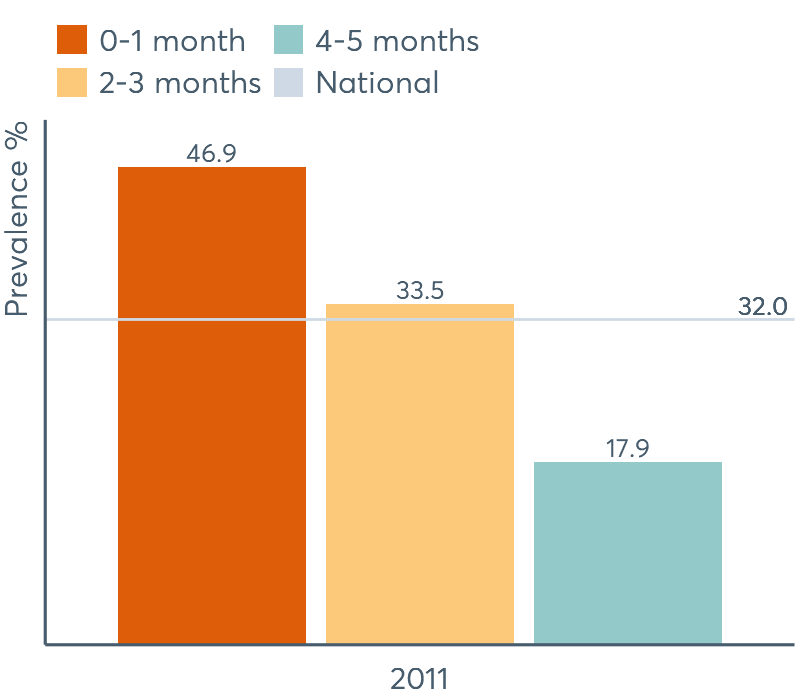 0-1 month
4-5 months
2-3 months
National
Prevalence %
46.9
33.5
32.0
17.9
2011